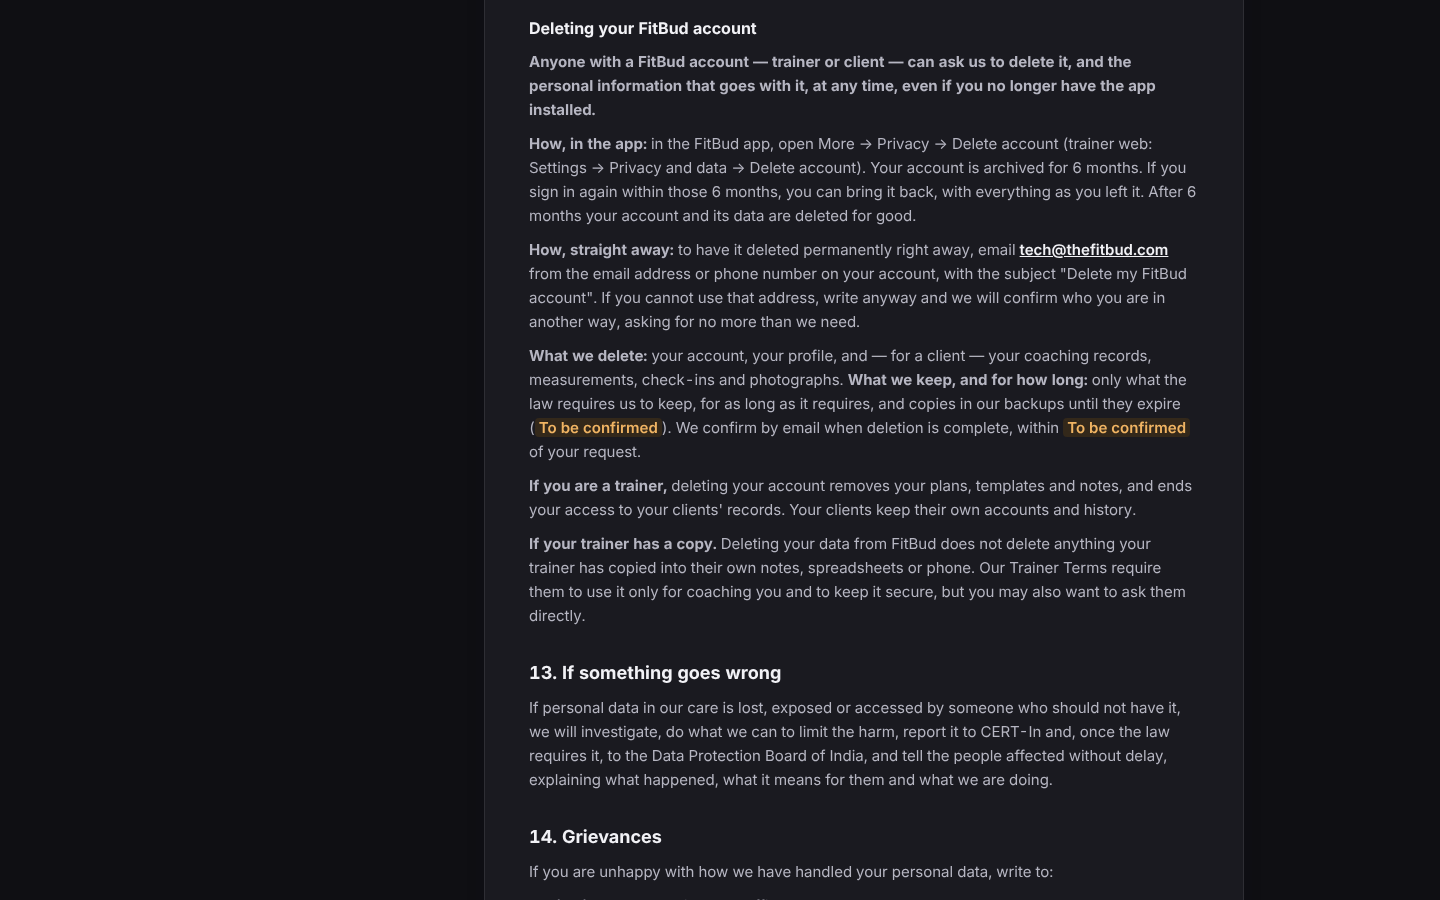 Deleting your FitBud account
Anyone with a FitBud account — trainer or client — can ask us to delete it, and the
personal information that goes with it, at any time, even if you no longer have the app
installed.
How, in the app: in the FitBud app, open More → Privacy → Delete account (trainer web:
Settings → Privacy and data → Delete account). Your account is archived for 6 months. If you
sign in again within those 6 months, you can bring it back, with everything as you left it. After 6
months your account and its data are deleted for good.
How, straight away: to have it deleted permanently right away, email tech@thefitbud.com
from the email address or phone number on your account, with the subject "Delete my FitBud
account". If you cannot use that address, write anyway and we will confirm who you are in
another way, asking for no more than we need.
What we delete: your account, your profile, and — for a client — your coaching records,
measurements, check-ins and photographs. What we keep, and for how long: only what the
law requires us to keep, for as long as it requires, and copies in our backups until they expire
(To be confirmed). We confirm by email when deletion is complete, within To be confirmed
of your request.
If you are a trainer, deleting your account removes your plans, templates and notes, and ends
your access to your clients' records. Your clients keep their own accounts and history.
If your trainer has a copy. Deleting your data from FitBud does not delete anything your
trainer has copied into their own notes, spreadsheets or phone. Our Trainer Terms require
them to use it only for coaching you and to keep it secure, but you may also want to ask them
directly.
13. If something goes wrong
If personal data in our care is lost, exposed or accessed by someone who should not have it,
we will investigate, do what we can to limit the harm, report it to CERT-In and, once the law
requires it, to the Data Protection Board of India, and tell the people affected without delay,
explaining what happened, what it means for them and what we are doing.
14. Grievances
If you are unhappy with how we have handled your personal data, write to: